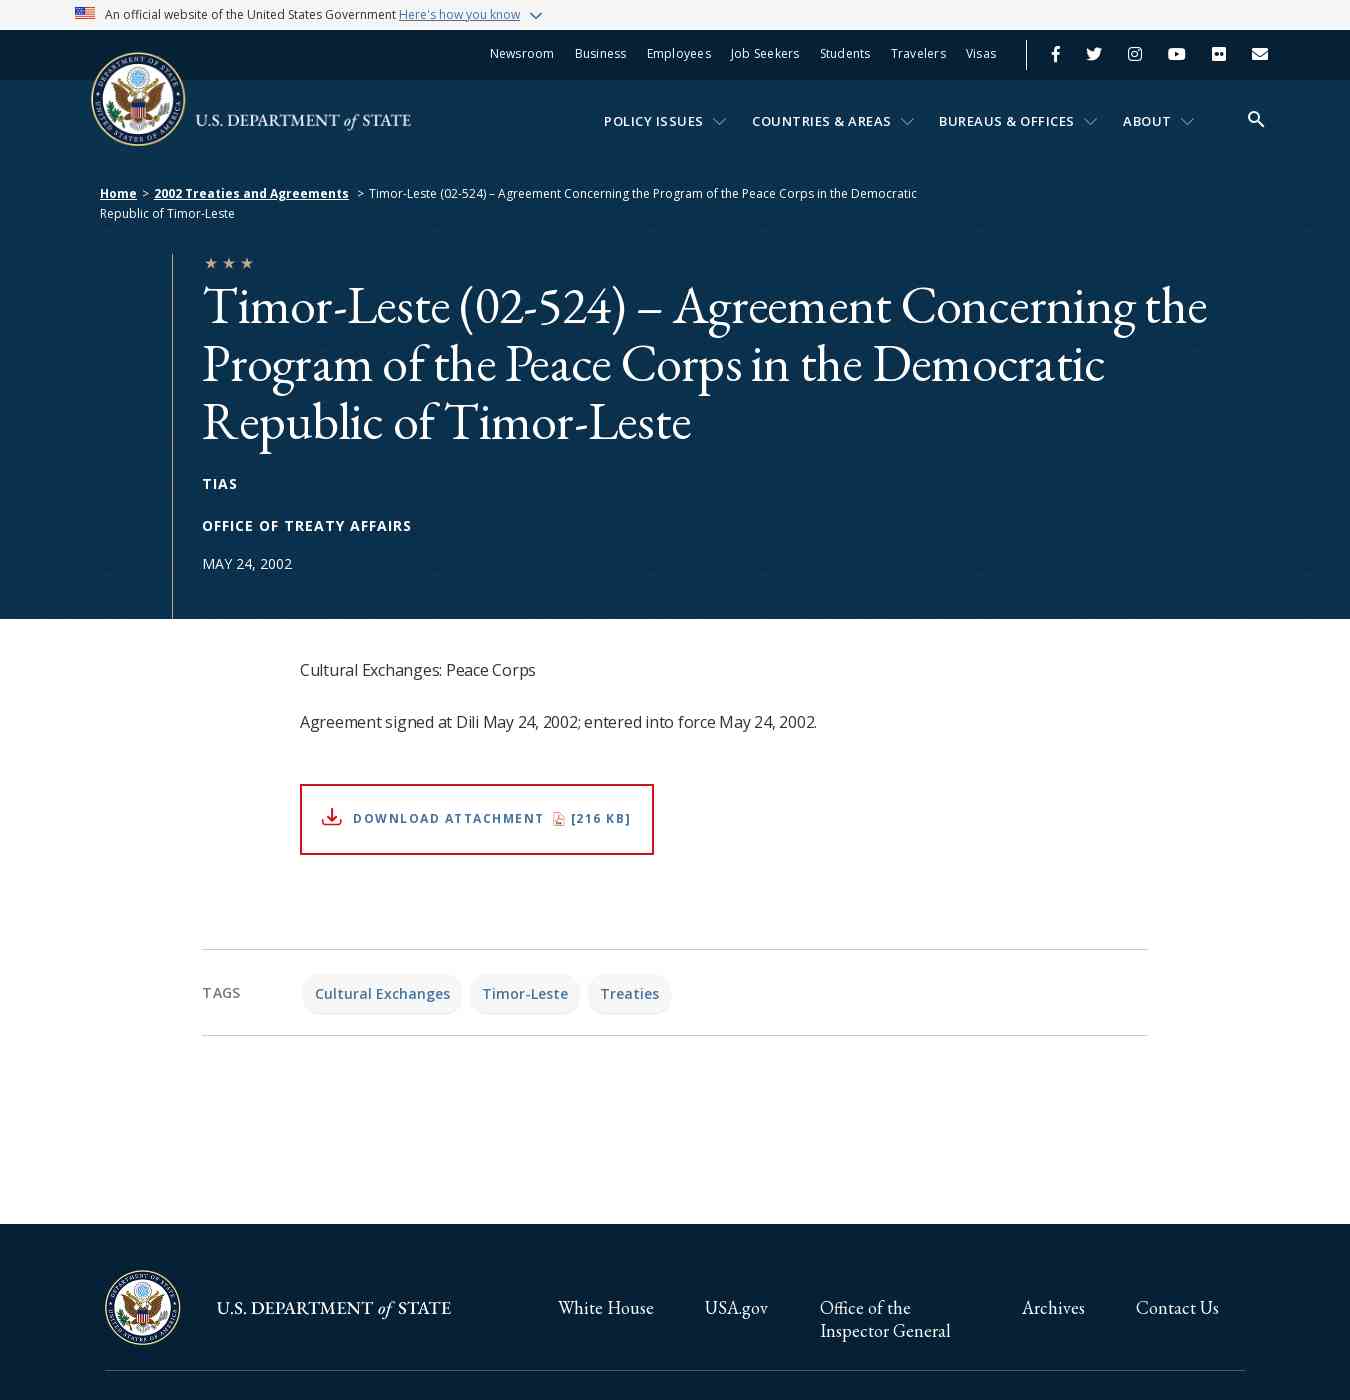 An official website of the United States Government Here's how you know
Newsroom Business Employees Job Seekers Students Travelers Visas
U.S. DEPARTMENT of STATE
POLICY ISSUES COUNTRIES & AREAS BUREAUS & OFFICES ABOUT
Home > 2002 Treaties and Agreements > Timor-Leste (02-524) – Agreement Concerning the Program of the Peace Corps in the Democratic
Republic of Timor-Leste
Timor-Leste (02-524) – Agreement Concerning the
Program of the Peace Corps in the Democratic
Republic of Timor-Leste
TIAS
OFFICE OF TREATY AFFAIRS
MAY 24, 2002
Cultural Exchanges: Peace Corps
Agreement signed at Dili May 24, 2002; entered into force May 24, 2002.
DOWNLOAD ATTACHMENT [216 KB]
TAGS Cultural Exchanges Timor-Leste Treaties
U.S. DEPARTMENT of STATE
White House USA.gov Office of the Archives Contact Us
Inspector General